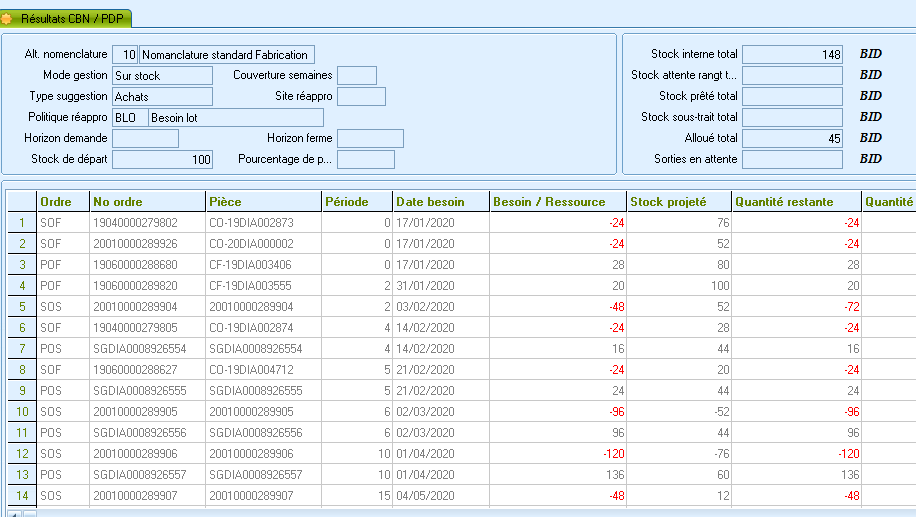 Résultats CBN / PDP
Alt. nomenclature 10 Nomanclature standard Fabrication
Mode gestion Sur stock Couverture semaines
Type suggestion Achats Site réappro
Politique réappro BLO Besoin lot
Horizon demande Horizon ferme
Stock de départ 100 Pourcentage de p...
Stock interne total 148 BID
Stock attente rangt t... BID
Stock prêté total BID
Stock sous-trait total BID
Alloué total 45 BID
Sorties en attente BID
Ordre No ordre Pièce Période Date besoin Besoin / Ressource Stock projeté Quantité restante Quantité
1 SOF 19040000279802 CO-19DIA002873 0 17/01/2020 -24 76 -24
2 SOF 20010000289926 CO-20DIA000002 0 17/01/2020 -24 52 -24
3 POF 19060000288680 CF-19DIA003406 0 17/01/2020 28 80 28
4 POF 19060000289820 CF-19DIA003555 2 31/01/2020 20 100 20
5 SOS 20010000289904 20010000289904 2 03/02/2020 -48 52 -72
6 SOF 19040000279805 CO-19DIA002874 4 14/02/2020 -24 28 -24
7 POS SGDIA0008926554 SGDIA0008926554 4 14/02/2020 16 44 16
8 SOF 19060000288627 CO-19DIA004712 5 21/02/2020 -24 20 -24
9 POS SGDIA0008926555 SGDIA0008926555 5 21/02/2020 24 44 24
10 SOS 20010000289905 20010000289905 6 02/03/2020 -96 -52 -96
11 POS SGDIA0008926556 SGDIA0008926556 6 02/03/2020 96 44 96
12 SOS 20010000289906 20010000289906 10 01/04/2020 -120 -76 -120
13 POS SGDIA0008926557 SGDIA0008926557 10 01/04/2020 136 60 136
14 SOS 20010000289907 20010000289907 15 04/05/2020 -48 12 -48